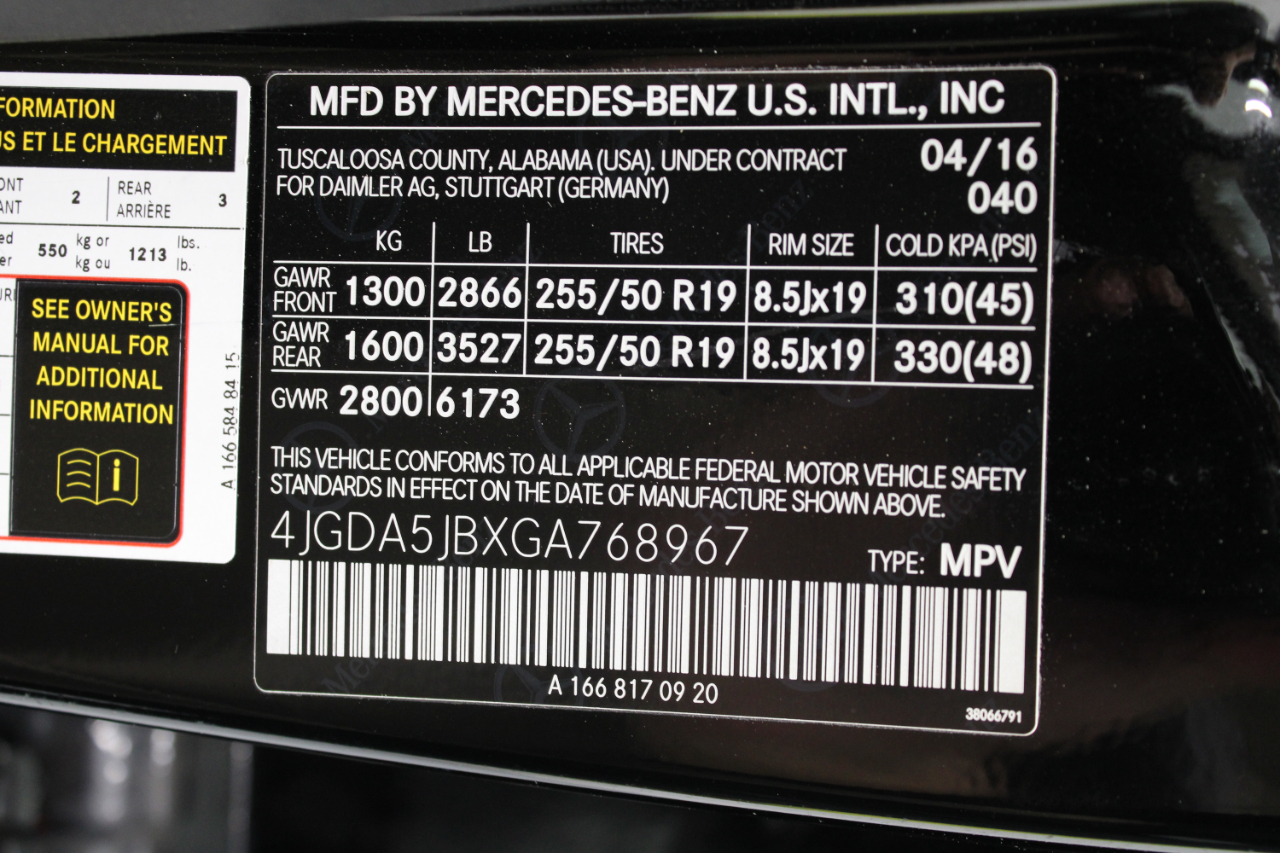 FORMATION
S ET LE CHARGEMENT
ONT
ANT
2
REAR
ARRIÈRE
3
ed
er
550
kg or
kg ou
1213
lbs.
lb.
SEE OWNER'S
MANUAL FOR
ADDITIONAL
INFORMATION
A 166 584 84 15
MFD BY MERCEDES-BENZ U.S. INTL., INC
TUSCALOOSA COUNTY, ALABAMA (USA). UNDER CONTRACT
FOR DAIMLER AG, STUTTGART (GERMANY)
04/16
040
KG LB TIRES RIM SIZE COLD KPA (PSI)
GAWR FRONT 1300 2866 255/50 R19 8.5Jx19 310(45)
GAWR REAR 1600 3527 255/50 R19 8.5Jx19 330(48)
GVWR 2800 6173
THIS VEHICLE CONFORMS TO ALL APPLICABLE FEDERAL MOTOR VEHICLE SAFETY
STANDARDS IN EFFECT ON THE DATE OF MANUFACTURE SHOWN ABOVE.
4JGDA5JBXGA768967
TYPE: MPV
A 166 817 09 20
38066791